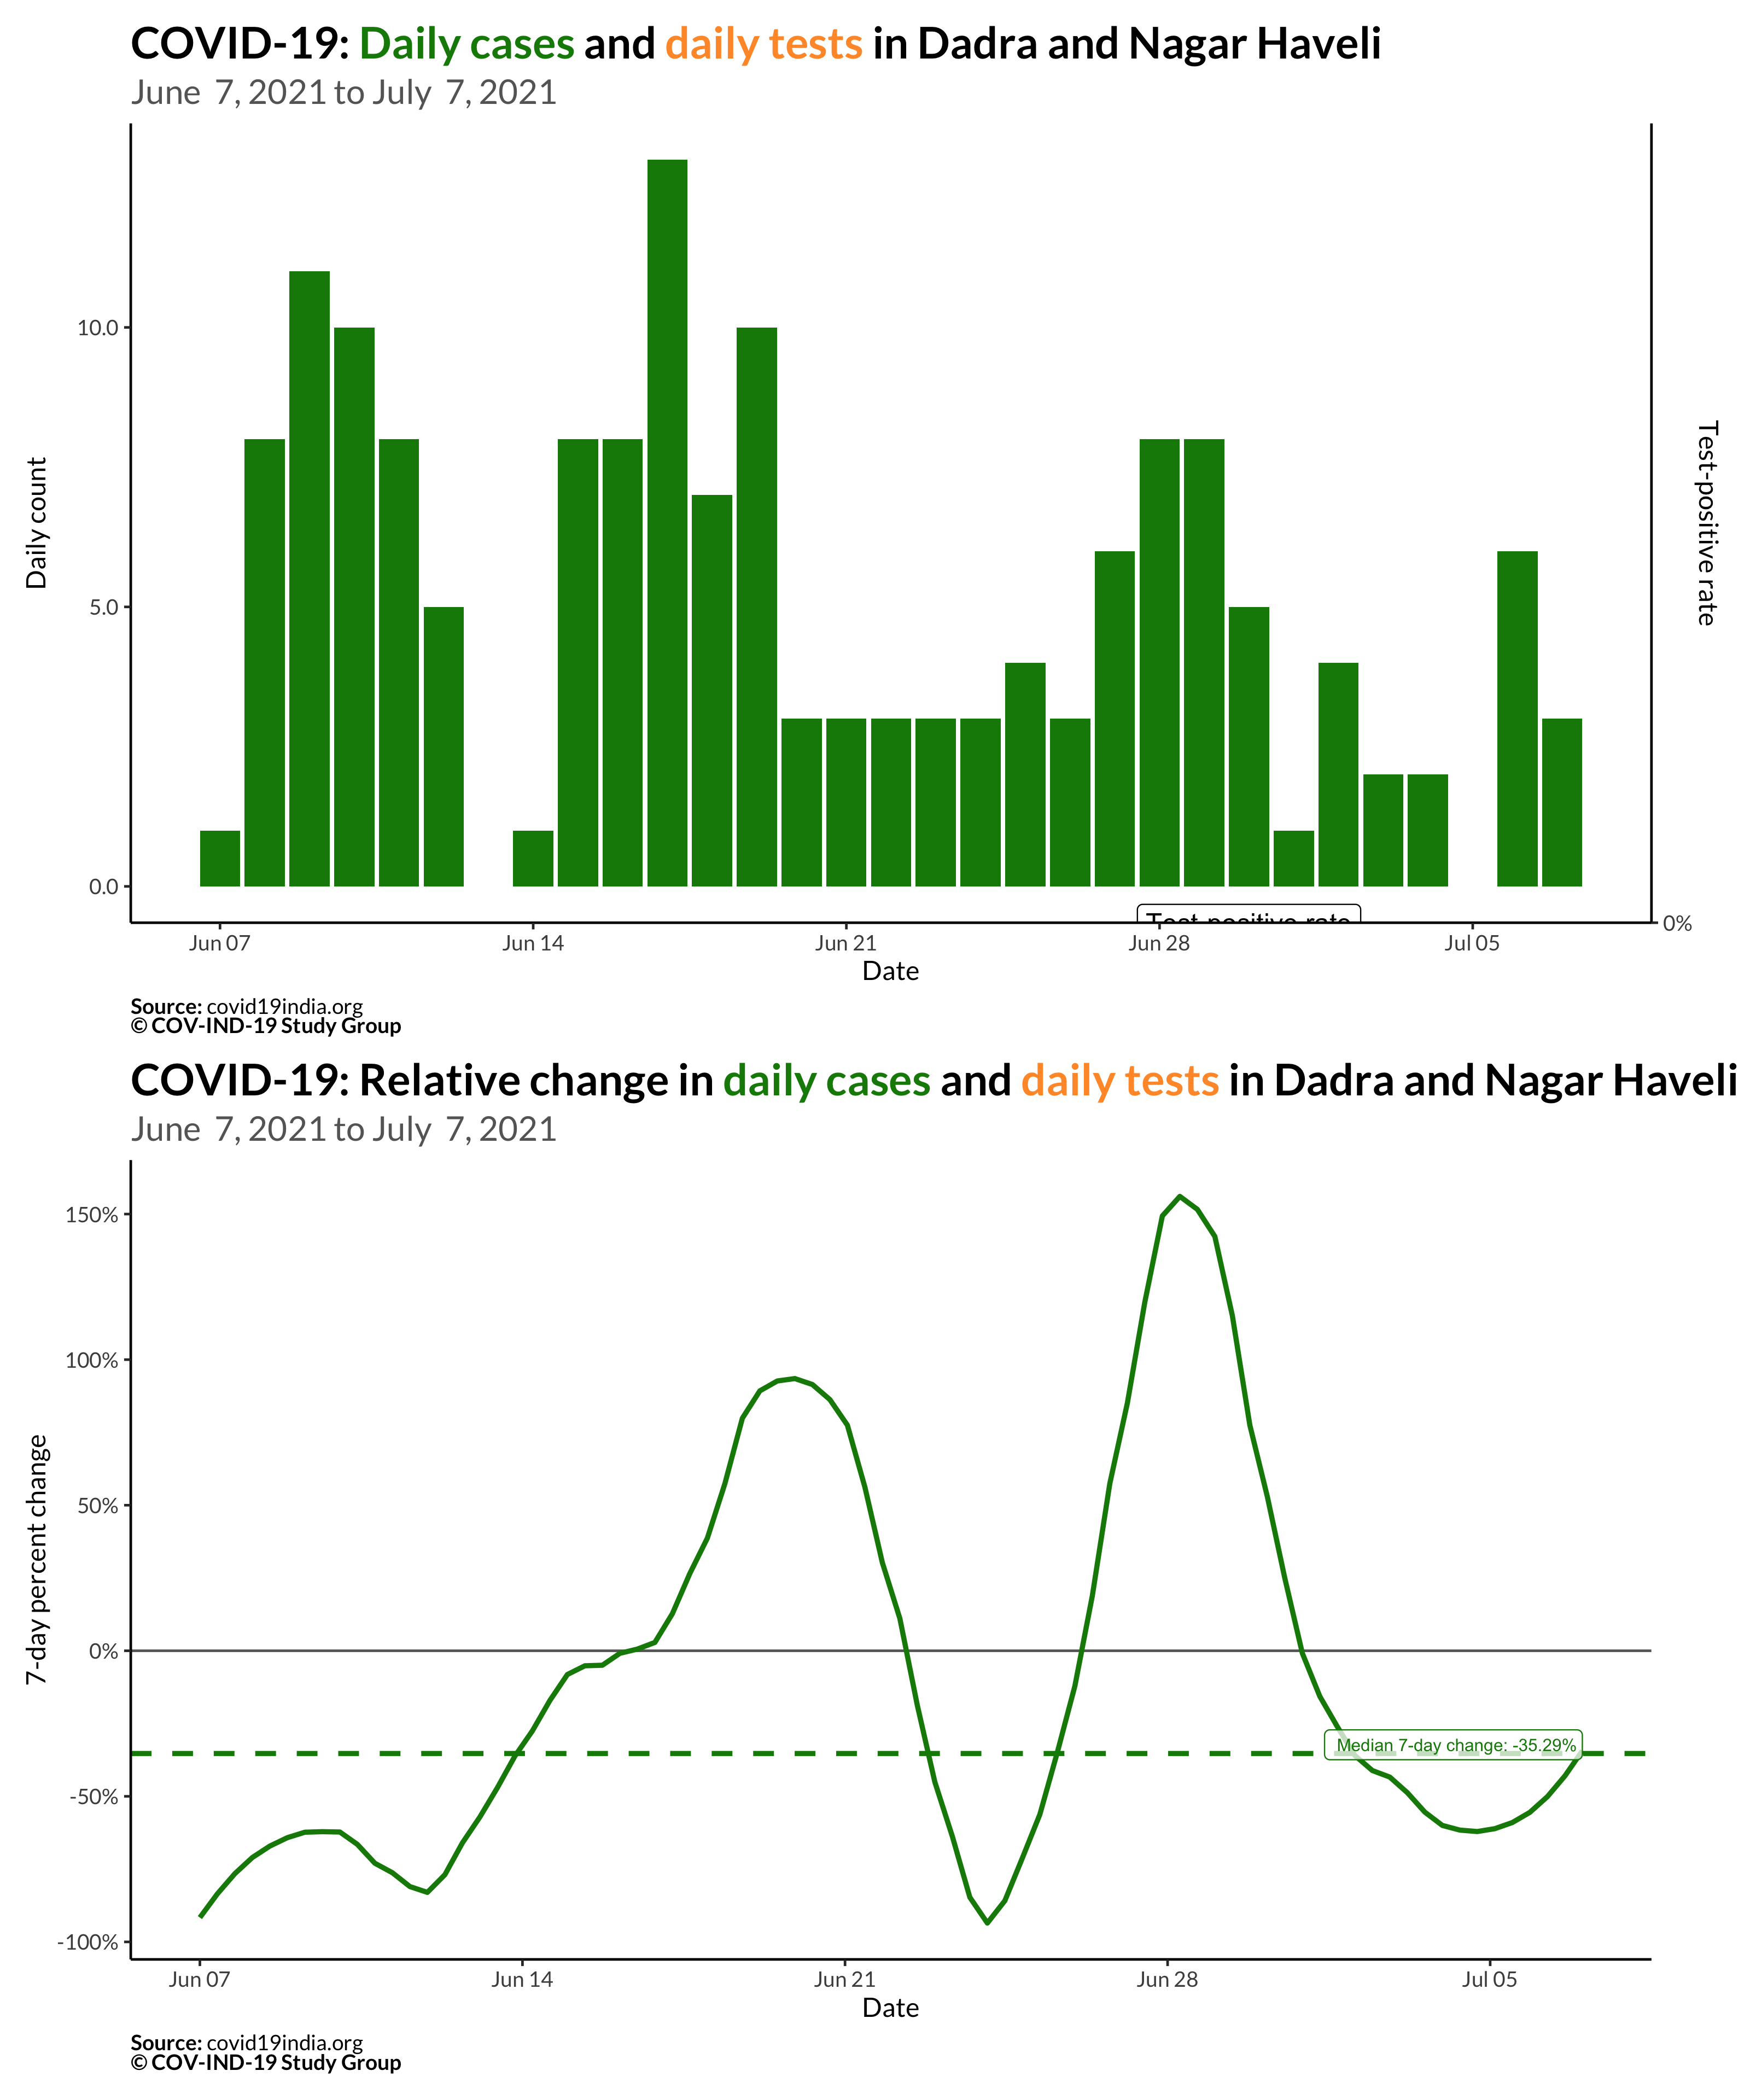 COVID-19: Daily cases and daily tests in Dadra and Nagar Haveli
June 7, 2021 to July 7, 2021
10.0
5.0
0.0
Daily count
Test-positive rate
Test-positive rate
0%
Jun 07
Jun 14
Jun 21
Jun 28
Jul 05
Date
Source: covid19india.org
© COV-IND-19 Study Group
COVID-19: Relative change in daily cases and daily tests in Dadra and Nagar Haveli
June 7, 2021 to July 7, 2021
150%
100%
50%
0%
-50%
-100%
7-day percent change
Median 7-day change: -35.29%
Jun 07
Jun 14
Jun 21
Jun 28
Jul 05
Date
Source: covid19india.org
© COV-IND-19 Study Group